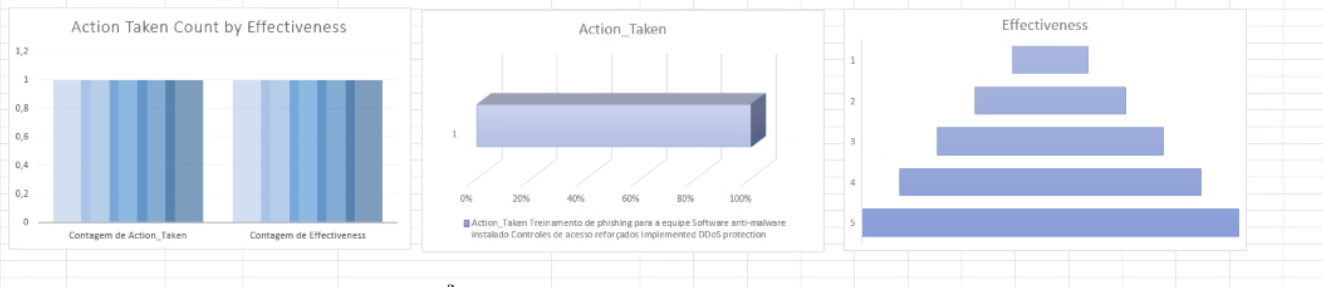 Action Taken Count by Effectiveness
1,2
1
0,8
0,6
0,4
0,2
0
Contagem de Action_Taken
Contagem de Effectiveness
Action_Taken
1
0%
20%
40%
60%
80%
100%
Action_Taken Treinamento de phishing para a equipe Software anti-malware
instalado Controles de acesso reforçados Implemented DDoS protection
Effectiveness
1
2
3
4
5